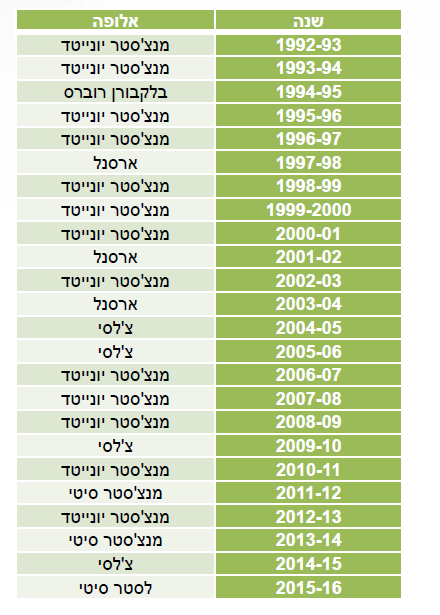 שנה אלופה
1992-93 מנצ'סטר יונייטד
1993-94 מנצ'סטר יונייטד
1994-95 בלקבורן רוברס
1995-96 מנצ'סטר יונייטד
1996-97 מנצ'סטר יונייטד
1997-98 ארסנל
1998-99 מנצ'סטר יונייטד
1999-2000 מנצ'סטר יונייטד
2000-01 מנצ'סטר יונייטד
2001-02 ארסנל
2002-03 מנצ'סטר יונייטד
2003-04 ארסנל
2004-05 צ'לסי
2005-06 צ'לסי
2006-07 מנצ'סטר יונייטד
2007-08 מנצ'סטר יונייטד
2008-09 מנצ'סטר יונייטד
2009-10 צ'לסי
2010-11 מנצ'סטר יונייטד
2011-12 מנצ'סטר סיטי
2012-13 מנצ'סטר יונייטד
2013-14 מנצ'סטר סיטי
2014-15 צ'לסי
2015-16 לסטר סיטי